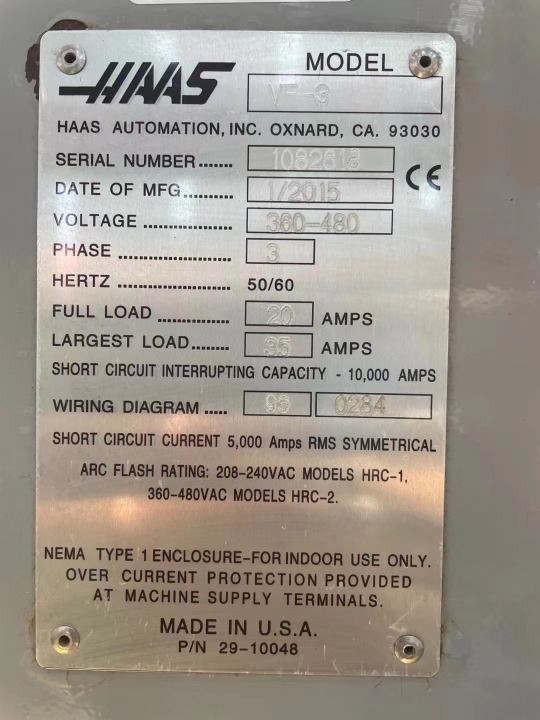 HAAS
MODEL VF-3
HAAS AUTOMATION, INC. OXNARD, CA. 93030
SERIAL NUMBER ....... 1082618
DATE OF MFG........... 1/2015
CE
VOLTAGE ................. 360-480
PHASE ...................... 3
HERTZ ...................... 50/60
FULL LOAD .............. 20 AMPS
LARGEST LOAD........ 35 AMPS
SHORT CIRCUIT INTERRUPTING CAPACITY - 10,000 AMPS
WIRING DIAGRAM ..... 96 0284
SHORT CIRCUIT CURRENT 5,000 Amps RMS SYMMETRICAL
ARC FLASH RATING: 208-240VAC MODELS HRC-1,
360-480VAC MODELS HRC-2.
NEMA TYPE 1 ENCLOSURE-FOR INDOOR USE ONLY.
OVER CURRENT PROTECTION PROVIDED
AT MACHINE SUPPLY TERMINALS.
MADE IN U.S.A.
P/N 29-10048